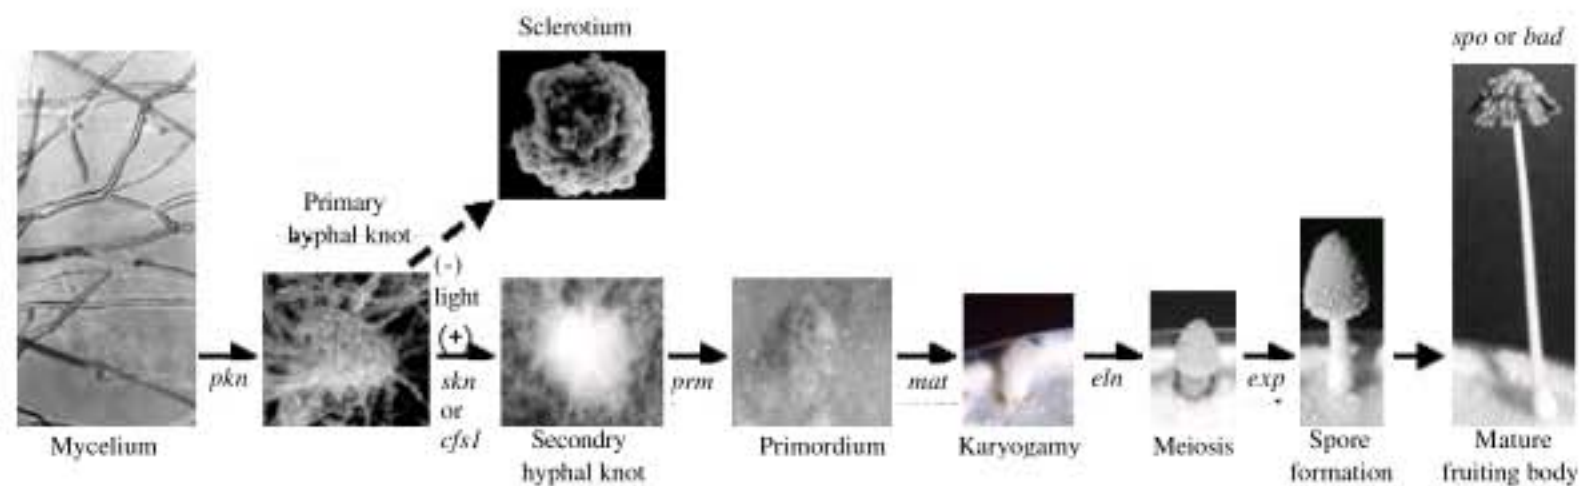 Sclerotium
spo or bad
Primary
hyphal knot
(-)
light
(+)
pkn
skn
or
cfs1
prm
mat
eln
exp
Mycelium
Secondry
hyphal knot
Primordium
Karyogamy
Meiosis
Spore
formation
Mature
fruiting body